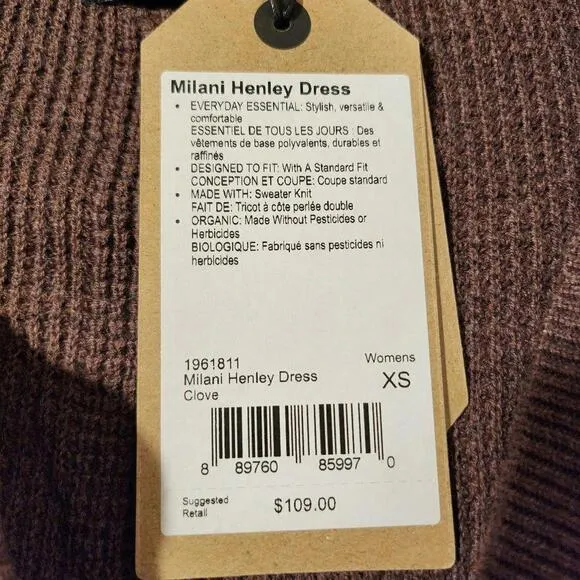 Milani Henley Dress
• EVERYDAY ESSENTIAL: Stylish, versatile &
comfortable
ESSENTIEL DE TOUS LES JOURS : Des
vêtements de base polyvalents, durables et
raffinés
• DESIGNED TO FIT: With A Standard Fit
CONCEPTION ET COUPE: Coupe standard
• MADE WITH: Sweater Knit
FAIT DE: Tricot à côte perlée double
• ORGANIC: Made Without Pesticides or
Herbicides
BIOLOGIQUE: Fabriqué sans pesticides ni
herbicides
1961811 Womens
Milani Henley Dress XS
Clove
8 89760 85997 0
Suggested
Retail $109.00